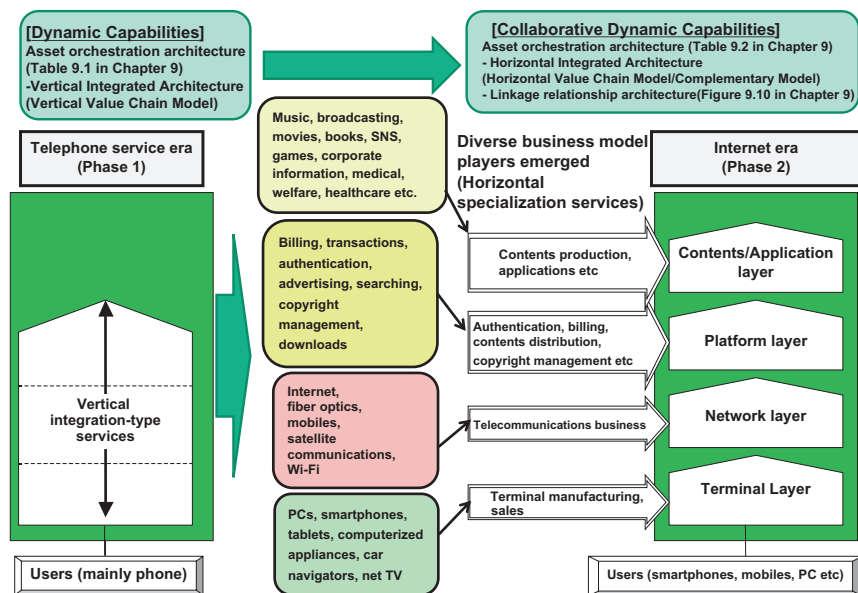 [Dynamic Capabilities]
Asset orchestration architecture
(Table 9.1 in Chapter 9)
-Vertical Integrated Architecture
(Vertical Value Chain Model)
[Collaborative Dynamic Capabilities]
Asset orchestration architecture (Table 9.2 in Chapter 9)
- Horizontal Integrated Architecture
(Horizontal Value Chain Model/Complementary Model)
- Linkage relationship architecture(Figure 9.10 in Chapter 9)
Telephone service era
(Phase 1)
Vertical
integration-type
services
Users (mainly phone)
Music, broadcasting,
movies, books, SNS,
games, corporate
information, medical,
welfare, healthcare etc.
Billing, transactions,
authentication,
advertising, searching,
copyright
management,
downloads
Internet,
fiber optics,
mobiles,
satellite
communications,
Wi-Fi
PCs, smartphones,
tablets, computerized
appliances, car
navigators, net TV
Diverse business model
players emerged
(Horizontal
specialization services)
Contents production,
applications etc
Authentication, billing,
contents distribution,
copyright management etc
Telecommunications business
Terminal manufacturing,
sales
Internet era
(Phase 2)
Contents/Application
layer
Platform layer
Network layer
Terminal Layer
Users (smartphones, mobiles, PC etc)